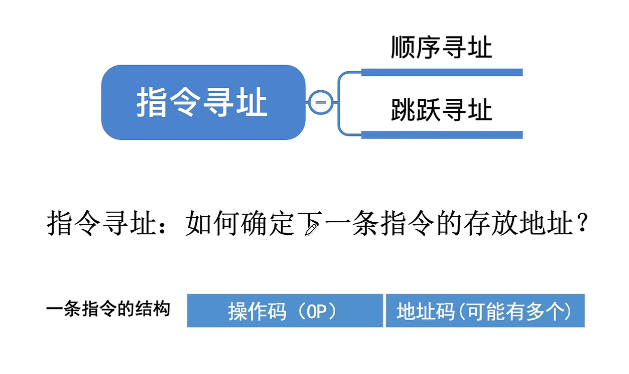 顺序寻址
指令寻址
跳跃寻址
指令寻址：如何确定下一条指令的存放地址？
一条指令的结构 操作码（OP） 地址码(可能有多个)